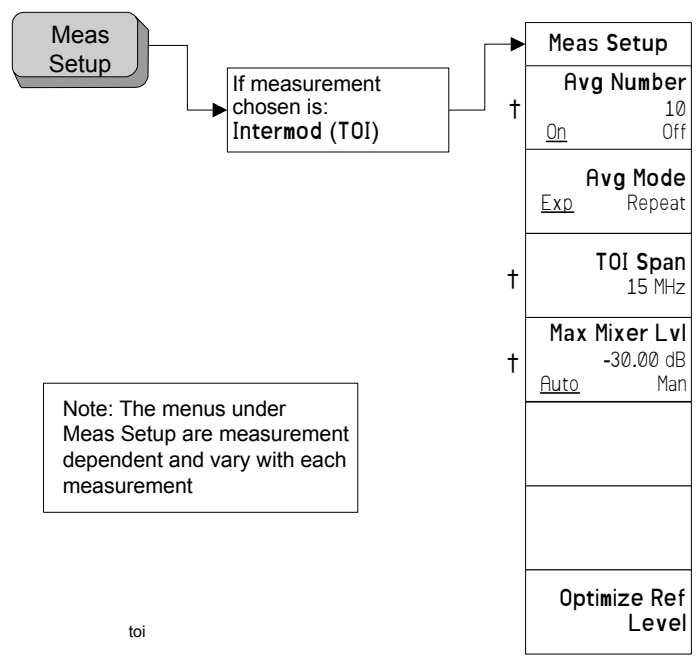 Meas
Setup
If measurement
chosen is:
Intermod (TOI)
Meas Setup
†
Avg Number
10
On Off
Avg Mode
Exp Repeat
†
TOI Span
15 MHz
†
Max Mixer Lvl
-30.00 dB
Auto Man
Optimize Ref
Level
Note: The menus under
Meas Setup are measurement
dependent and vary with each
measurement
toi